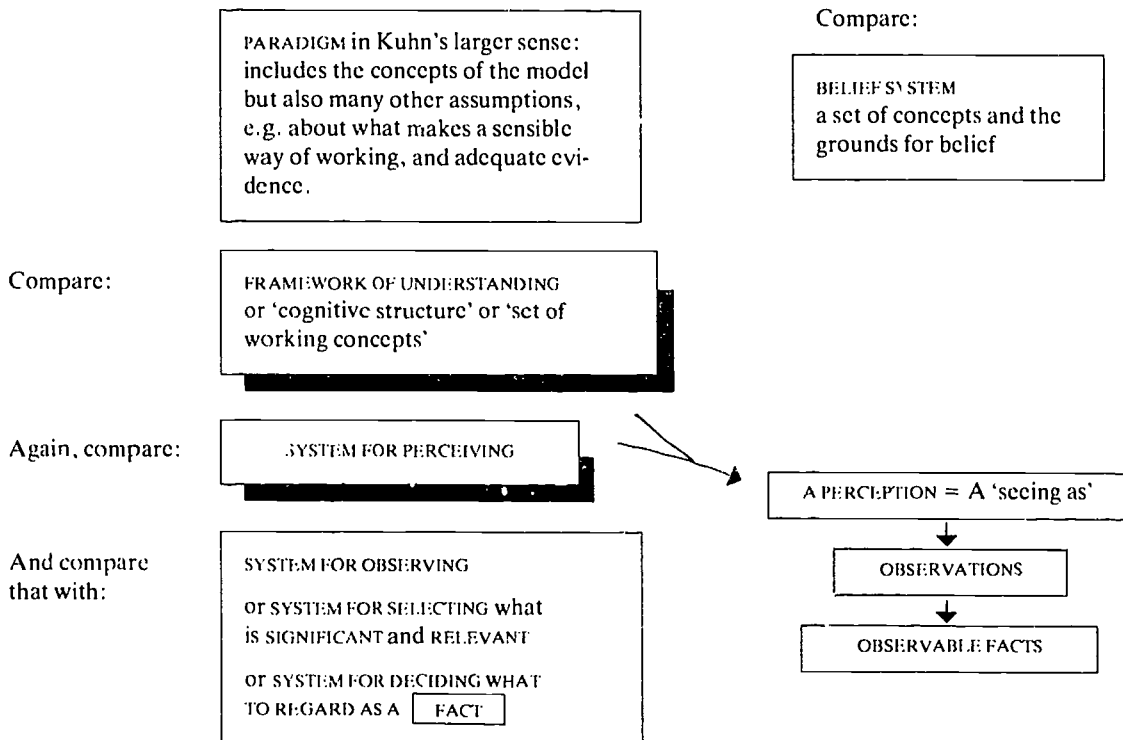 PARADIGM in Kuhn's larger sense:
includes the concepts of the model
but also many other assumptions,
e.g. about what makes a sensible
way of working, and adequate evi-
dence.
Compare:
BELIEF SYSTEM
a set of concepts and the
grounds for belief
Compare:
FRAMEWORK OF UNDERSTANDING
or 'cognitive structure' or 'set of
working concepts'
Again, compare:
SYSTEM FOR PERCEIVING
A PERCEPTION = A 'seeing as'
OBSERVATIONS
OBSERVABLE FACTS
And compare
that with:
SYSTEM FOR OBSERVING
or SYSTEM FOR SELECTING what
is SIGNIFICANT and RELEVANT
or SYSTEM FOR DECIDING WHAT
TO REGARD AS A FACT